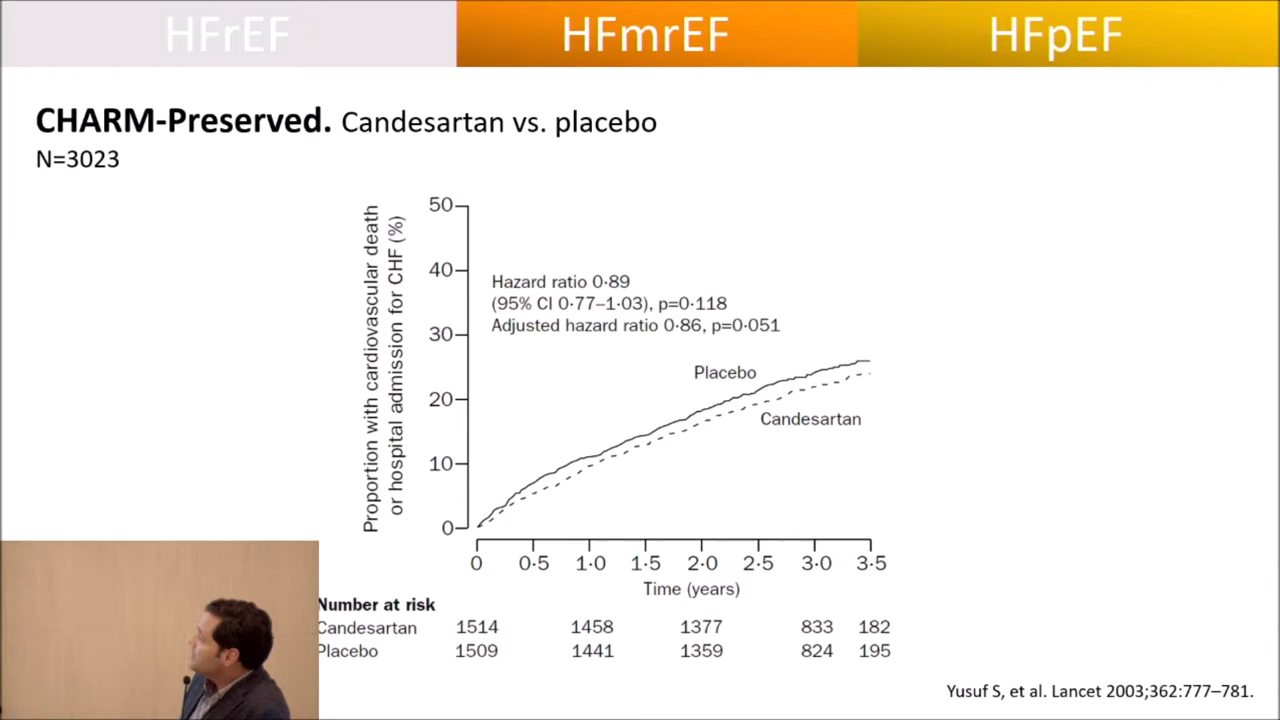 HFrEF
HFmrEF
HFpEF
CHARM-Preserved. Candesartan vs. placebo
N=3023
Proportion with cardiovascular death
or hospital admission for CHF (%)
50
40
30
20
10
0
Hazard ratio 0·89
(95% CI 0·77–1·03), p=0·118
Adjusted hazard ratio 0·86, p=0·051
Placebo
Candesartan
0 0·5 1·0 1·5 2·0 2·5 3·0 3·5
Time (years)
Number at risk
Candesartan 1514 1458 1377 833 182
Placebo 1509 1441 1359 824 195
Yusuf S, et al. Lancet 2003;362:777–781.